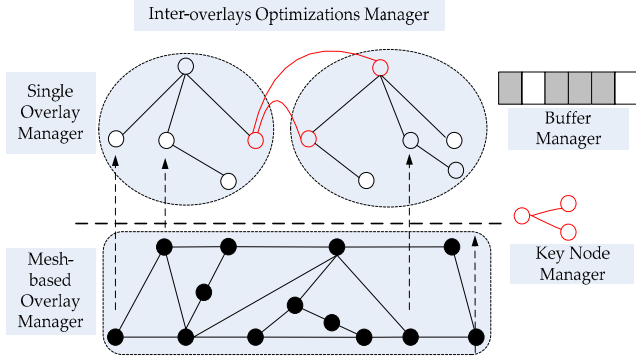 Inter-overlays Optimizations Manager
Single
Overlay
Manager
Buffer
Manager
Mesh-
based
Overlay
Manager
Key Node
Manager